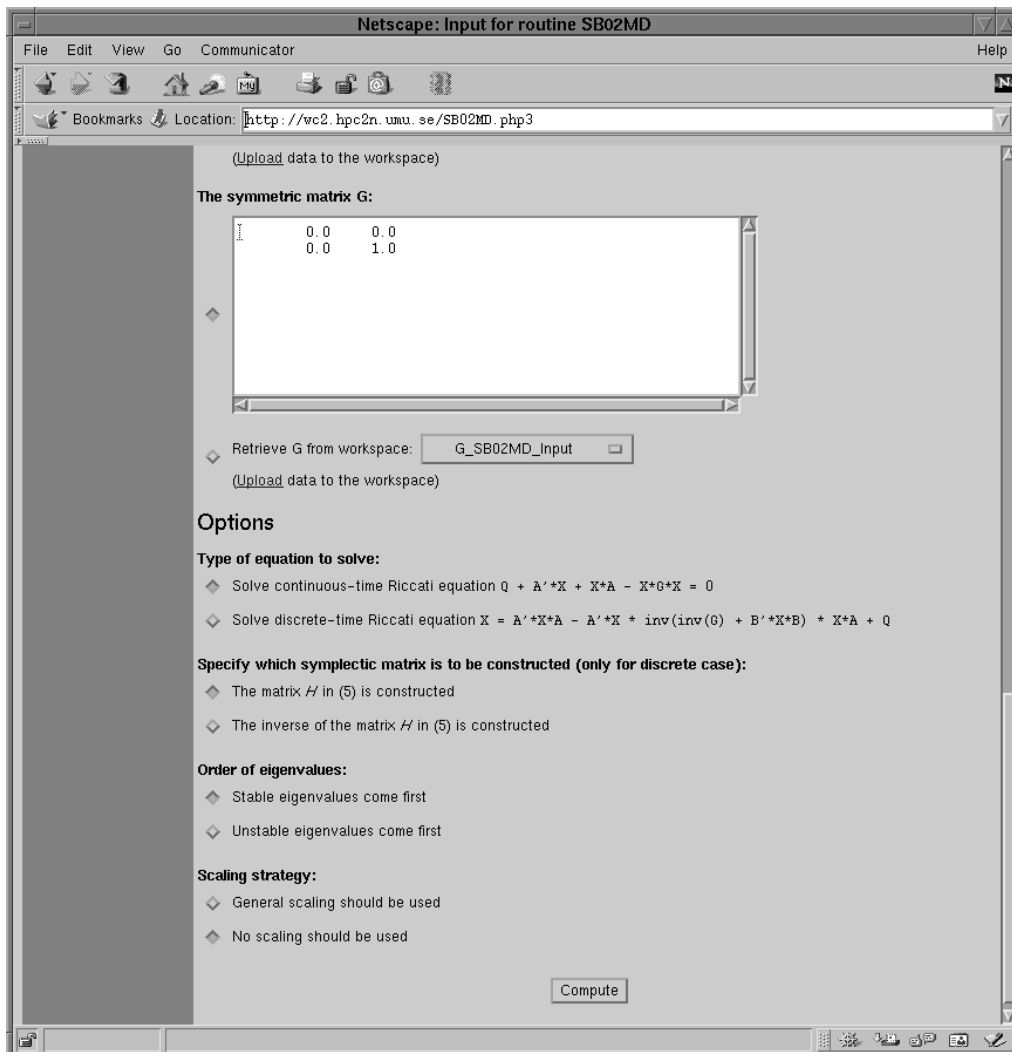 Netscape: Input for routine SB02MD
File Edit View Go Communicator Help
My N
Bookmarks Location: http://wc2.hpc2n.umu.se/SB02MD.php3
(Upload data to the workspace)
The symmetric matrix G:
0.0 0.0
0.0 1.0
Retrieve G from workspace: G_SB02MD_Input
(Upload data to the workspace)
Options
Type of equation to solve:
Solve continuous-time Riccati equation Q + A'*X + X*A - X*G*X = 0
Solve discrete-time Riccati equation X = A'*X*A - A'*X * inv(inv(G) + B'*X*B) * X*A + Q
Specify which symplectic matrix is to be constructed (only for discrete case):
The matrix H in (5) is constructed
The inverse of the matrix H in (5) is constructed
Order of eigenvalues:
Stable eigenvalues come first
Unstable eigenvalues come first
Scaling strategy:
General scaling should be used
No scaling should be used
Compute